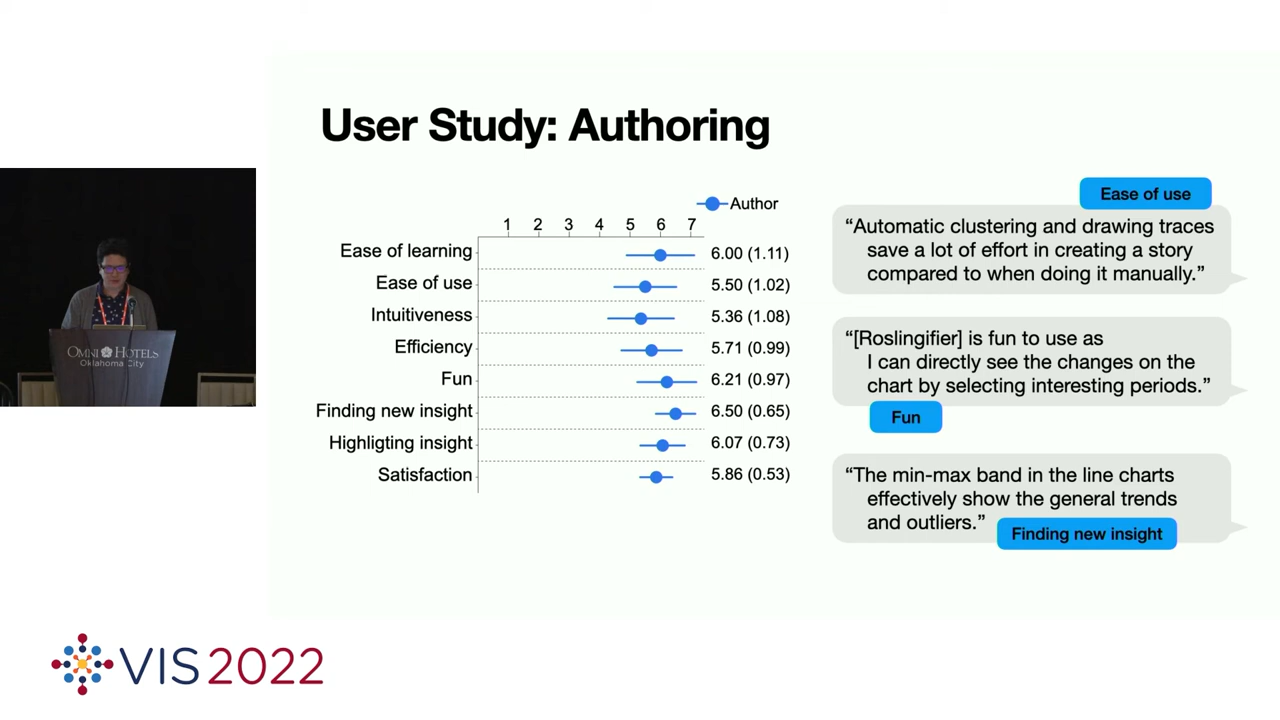 User Study: Authoring
Author
1 2 3 4 5 6 7
Ease of learning 6.00 (1.11)
Ease of use 5.50 (1.02)
Intuitiveness 5.36 (1.08)
Efficiency 5.71 (0.99)
Fun 6.21 (0.97)
Finding new insight 6.50 (0.65)
Highligting insight 6.07 (0.73)
Satisfaction 5.86 (0.53)
Ease of use
“Automatic clustering and drawing traces
save a lot of effort in creating a story
compared to when doing it manually.”
“[Roslingifier] is fun to use as
I can directly see the changes on the
chart by selecting interesting periods.”
Fun
“The min-max band in the line charts
effectively show the general trends
and outliers.”
Finding new insight
OMNI HOTELS
Oklahoma City
VIS2022